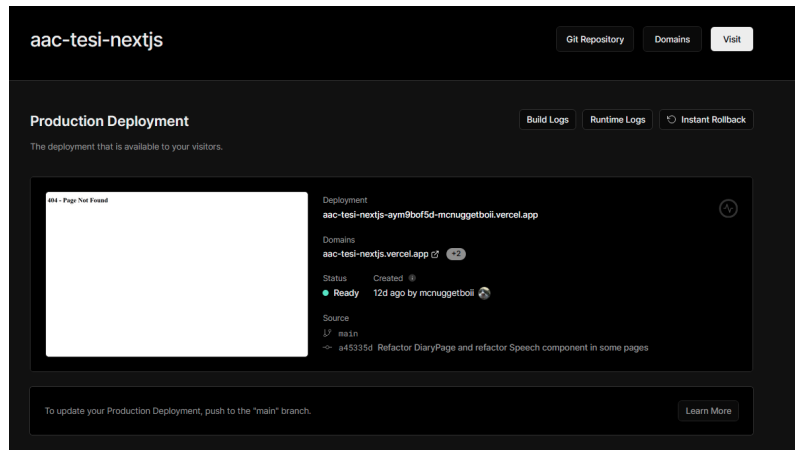 aac-tesi-nextjs
Git Repository
Domains
Visit
Production Deployment
Build Logs
Runtime Logs
Instant Rollback
The deployment that is available to your visitors.
404 - Page Not Found
Deployment
aac-tesi-nextjs-aym9bof5d-mcnuggetboii.vercel.app
Domains
aac-tesi-nextjs.vercel.app +2
Status Created
Ready 12d ago by mcnuggetboii
Source
main
a45335d Refactor DiaryPage and refactor Speech component in some pages
To update your Production Deployment, push to the "main" branch.
Learn More